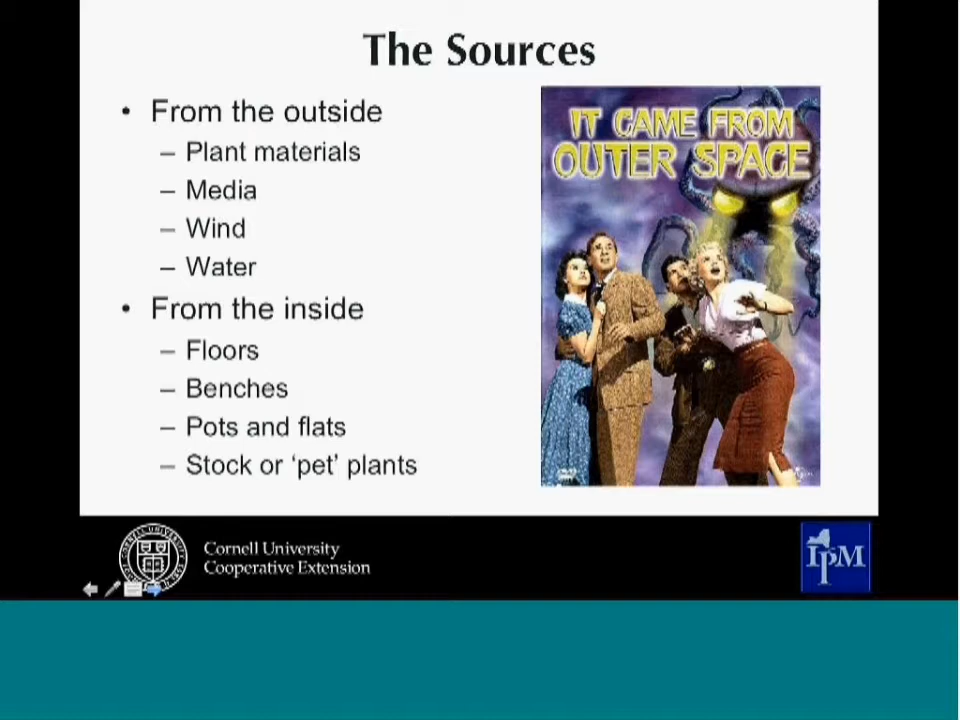 The Sources
• From the outside
– Plant materials
– Media
– Wind
– Water
• From the inside
– Floors
– Benches
– Pots and flats
– Stock or ‘pet’ plants
IT CAME FROM
OUTER SPACE
Cornell University
Cooperative Extension
IPM